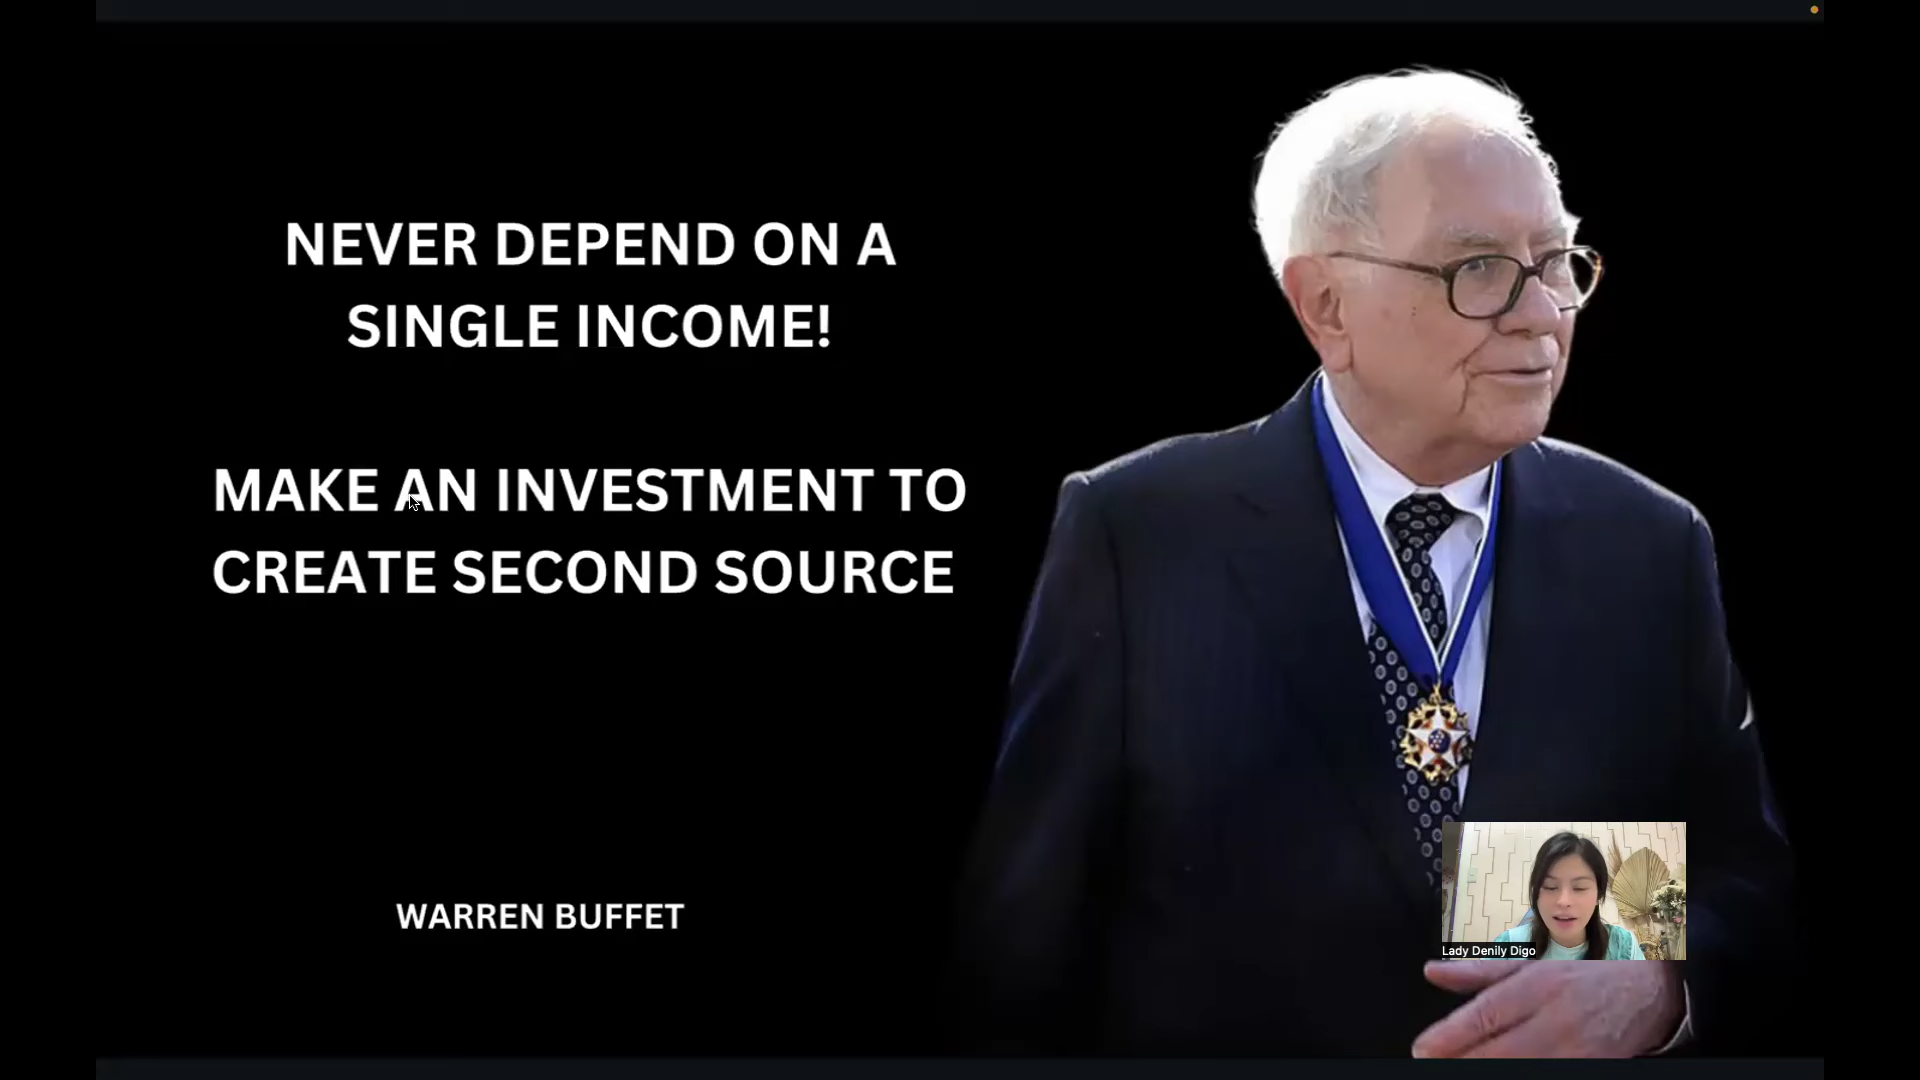 NEVER DEPEND ON A
SINGLE INCOME!
MAKE AN INVESTMENT TO
CREATE SECOND SOURCE
WARREN BUFFET
Lady Denily Digo